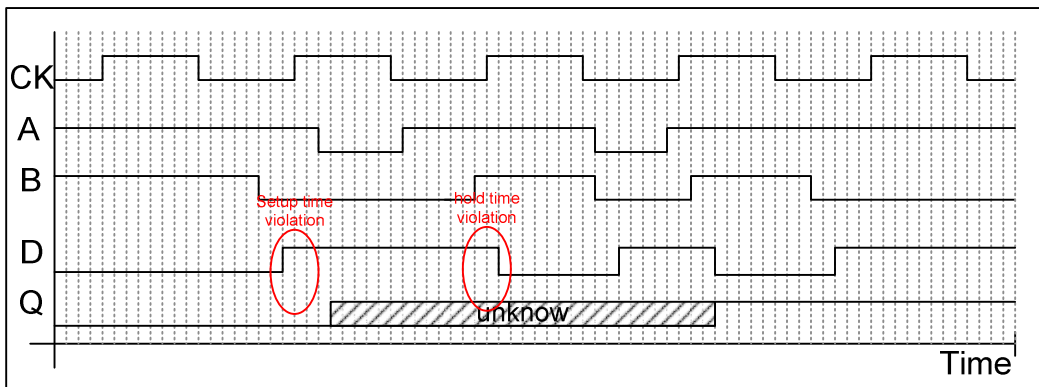 CK
A
B
Setup time
violation
hold time
violation
D
Q
unknow
Time